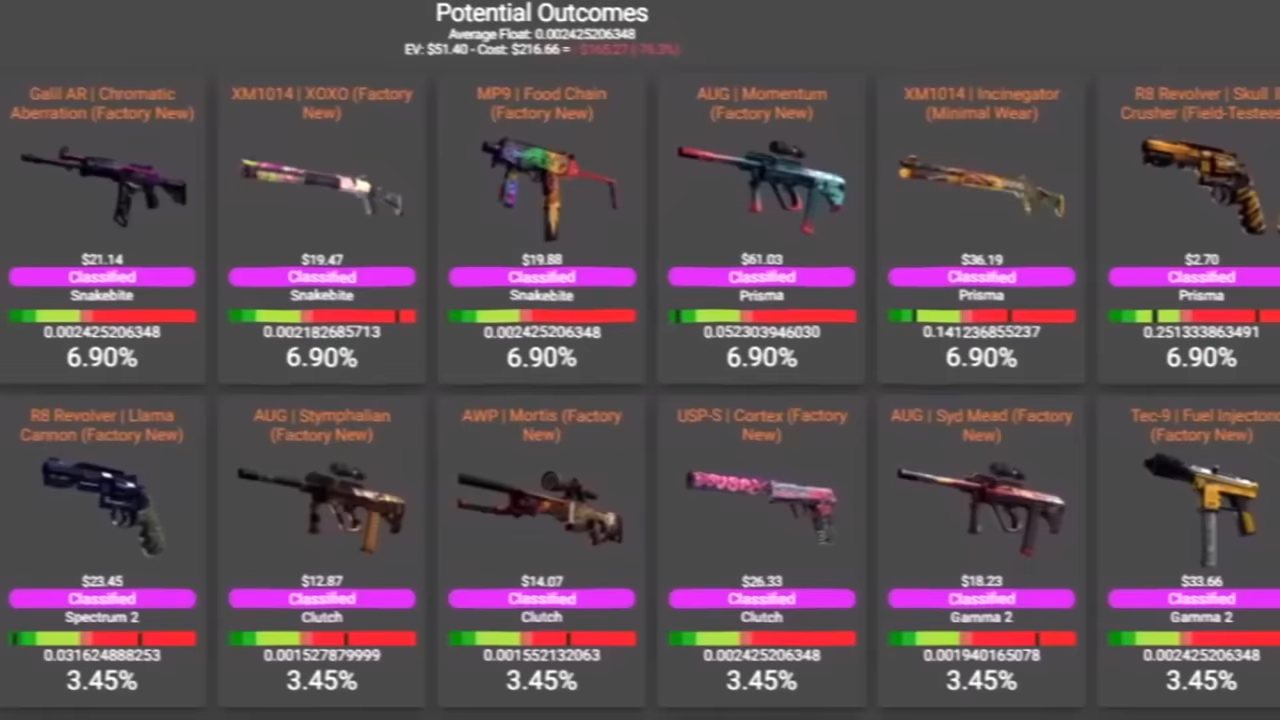 Potential Outcomes
Average Float: 0.002425206348
EV: $51.40 - Cost: $216.66 = -$165.27 (-76.3%)
Galil AR | Chromatic
Aberration (Factory New)
$21.14
Classified
Snakebite
0.002425206348
6.90%
XM1014 | XOXO (Factory
New)
$19.47
Classified
Snakebite
0.002182685713
6.90%
MP9 | Food Chain
(Factory New)
$19.88
Classified
Snakebite
0.002425206348
6.90%
AUG | Momentum
(Factory New)
$61.03
Classified
Prisma
0.052303946030
6.90%
XM1014 | Incinegator
(Minimal Wear)
$36.19
Classified
Prisma
0.141236855237
6.90%
R8 Revolver | Skull
Crusher (Field-Teste
$2.70
Classified
Prisma
0.251333863491
6.90%
R8 Revolver | Llama
Cannon (Factory New)
$23.45
Classified
Spectrum 2
0.031624888253
3.45%
AUG | Stymphalian
(Factory New)
$12.87
Classified
Clutch
0.001527879999
3.45%
AWP | Mortis (Factory
New)
$14.07
Classified
Clutch
0.001552132063
3.45%
USP-S | Cortex (Factory
New)
$26.33
Classified
Clutch
0.002425206348
3.45%
AUG | Syd Mead (Factory
New)
$18.23
Classified
Gamma 2
0.001940165078
3.45%
Tec-9 | Fuel Injector
(Factory New)
$33.66
Classified
Gamma 2
0.002425206348
3.45%